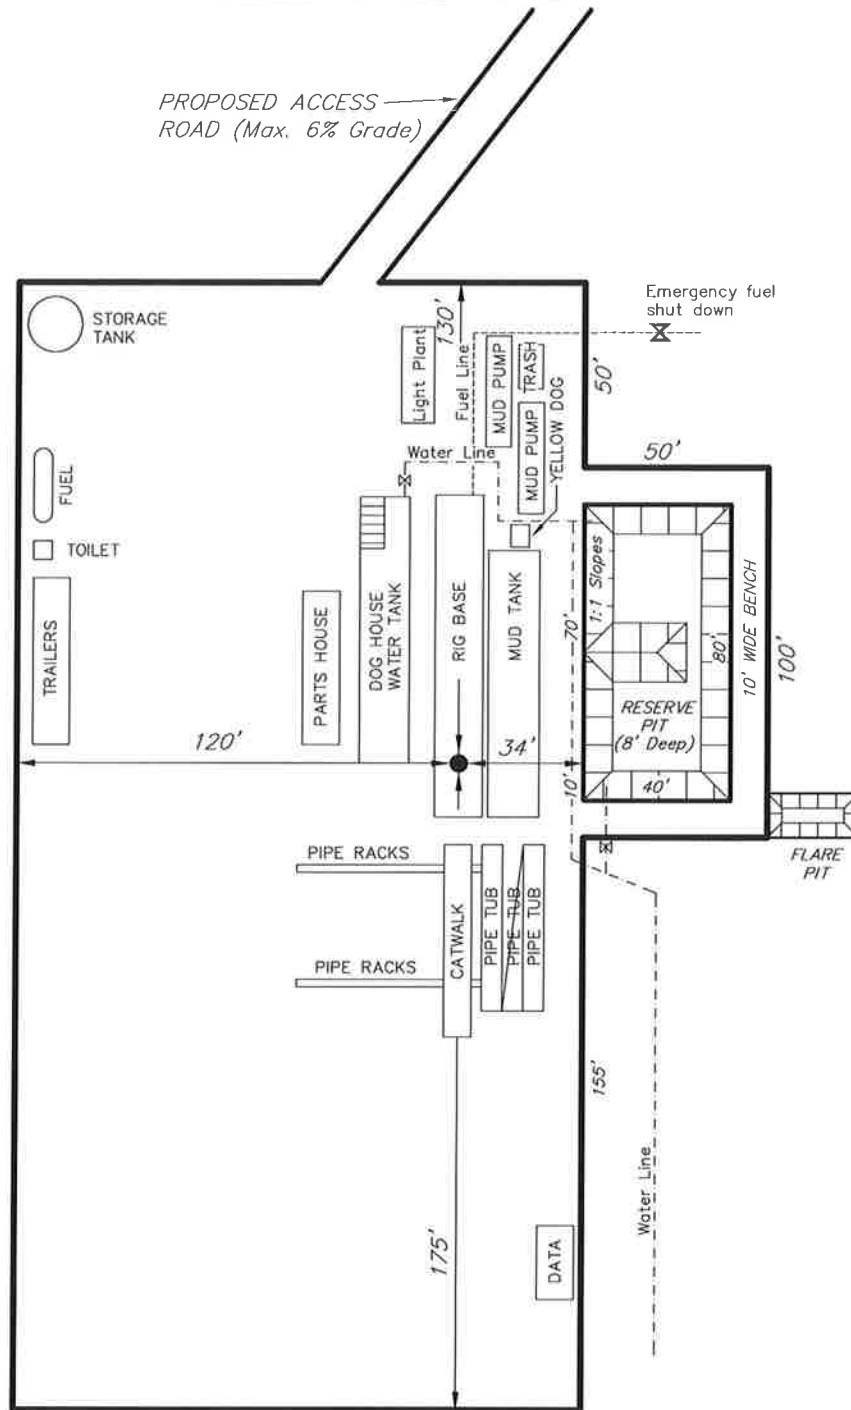 PROPOSED ACCESS
ROAD (Max. 6% Grade)
Emergency fuel
shut down
STORAGE
TANK
Light Plant
130'
Fuel Line
MUD PUMP
TRASH
MUD PUMP
YELLOW DOG
50'
50'
Water Line
FUEL
TOILET
TRAILERS
PARTS HOUSE
DOG HOUSE
WATER TANK
RIG BASE
MUD TANK
70'
1:1 Slopes
80'
10' WIDE BENCH
100'
RESERVE
PIT
(8' Deep)
120'
34'
10'
40'
FLARE
PIT
PIPE RACKS
PIPE RACKS
CATWALK
PIPE TUB
PIPE TUB
PIPE TUB
155'
Water Line
175'
DATA